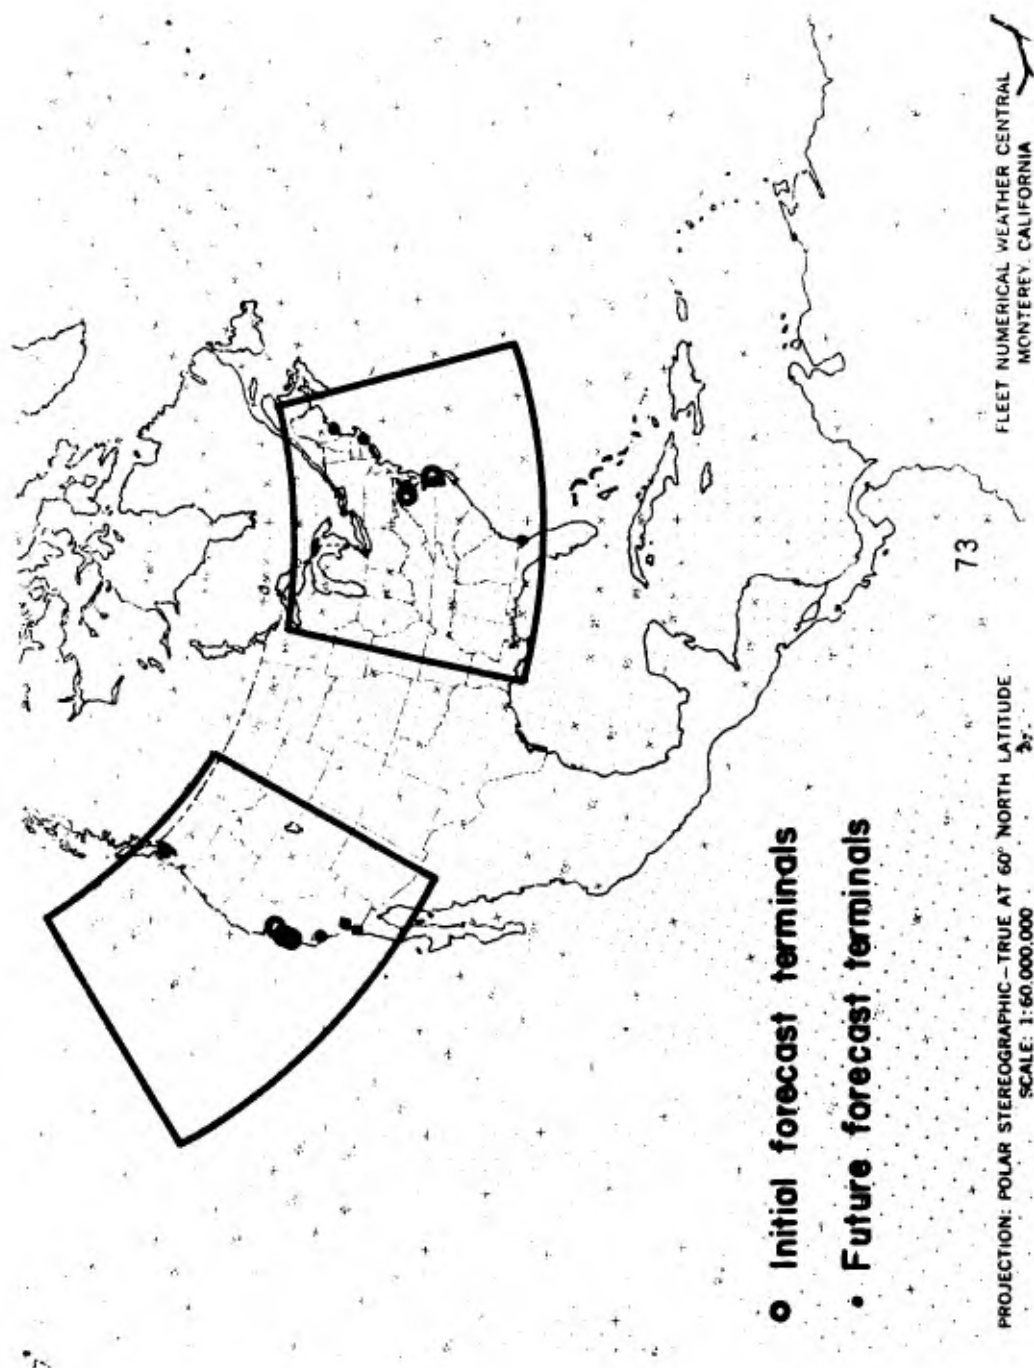 Initial forecast terminals
Future forecast terminals
73
PROJECTION: POLAR STEREOGRAPHIC—TRUE AT 60° NORTH LATITUDE
SCALE: 1:60,000,000
FLEET NUMERICAL WEATHER CENTRAL
MONTEREY, CALIFORNIA